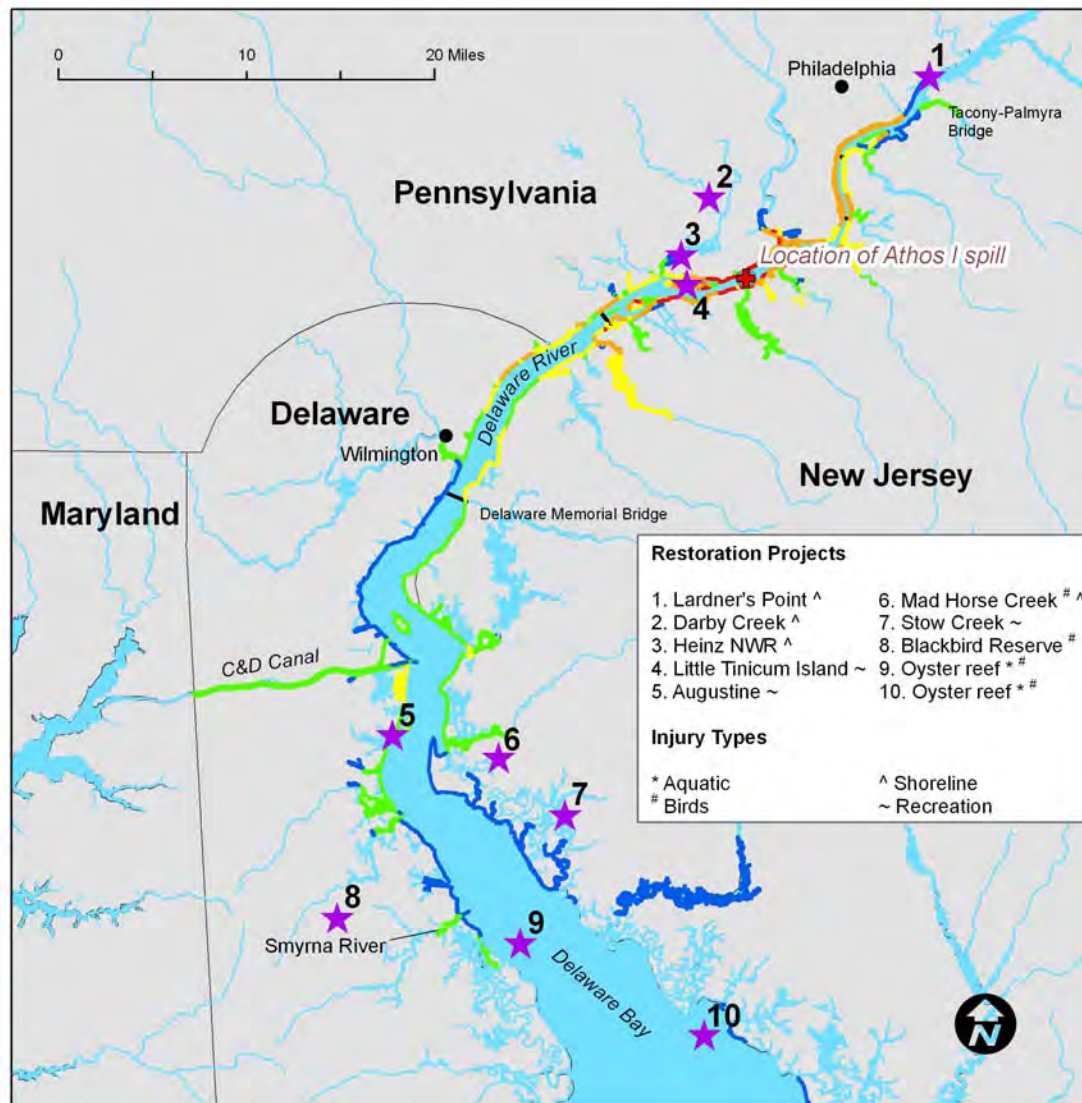 0 10 20 Miles
1
Philadelphia
Tacony-Palmyra
Bridge
2
Pennsylvania
3
Location of Athos I spill
4
Delaware River
Delaware
Wilmington
New Jersey
Maryland
Delaware Memorial Bridge
C&D Canal
5
6
7
8
Smyrna River
9
Delaware Bay
10
N
Restoration Projects
1. Lardner's Point ^
2. Darby Creek ^
3. Heinz NWR ^
4. Little Tinicum Island ~
5. Augustine ~
6. Mad Horse Creek # ^
7. Stow Creek ~
8. Blackbird Reserve #
9. Oyster reef * #
10. Oyster reef * #
Injury Types
* Aquatic
# Birds
^ Shoreline
~ Recreation